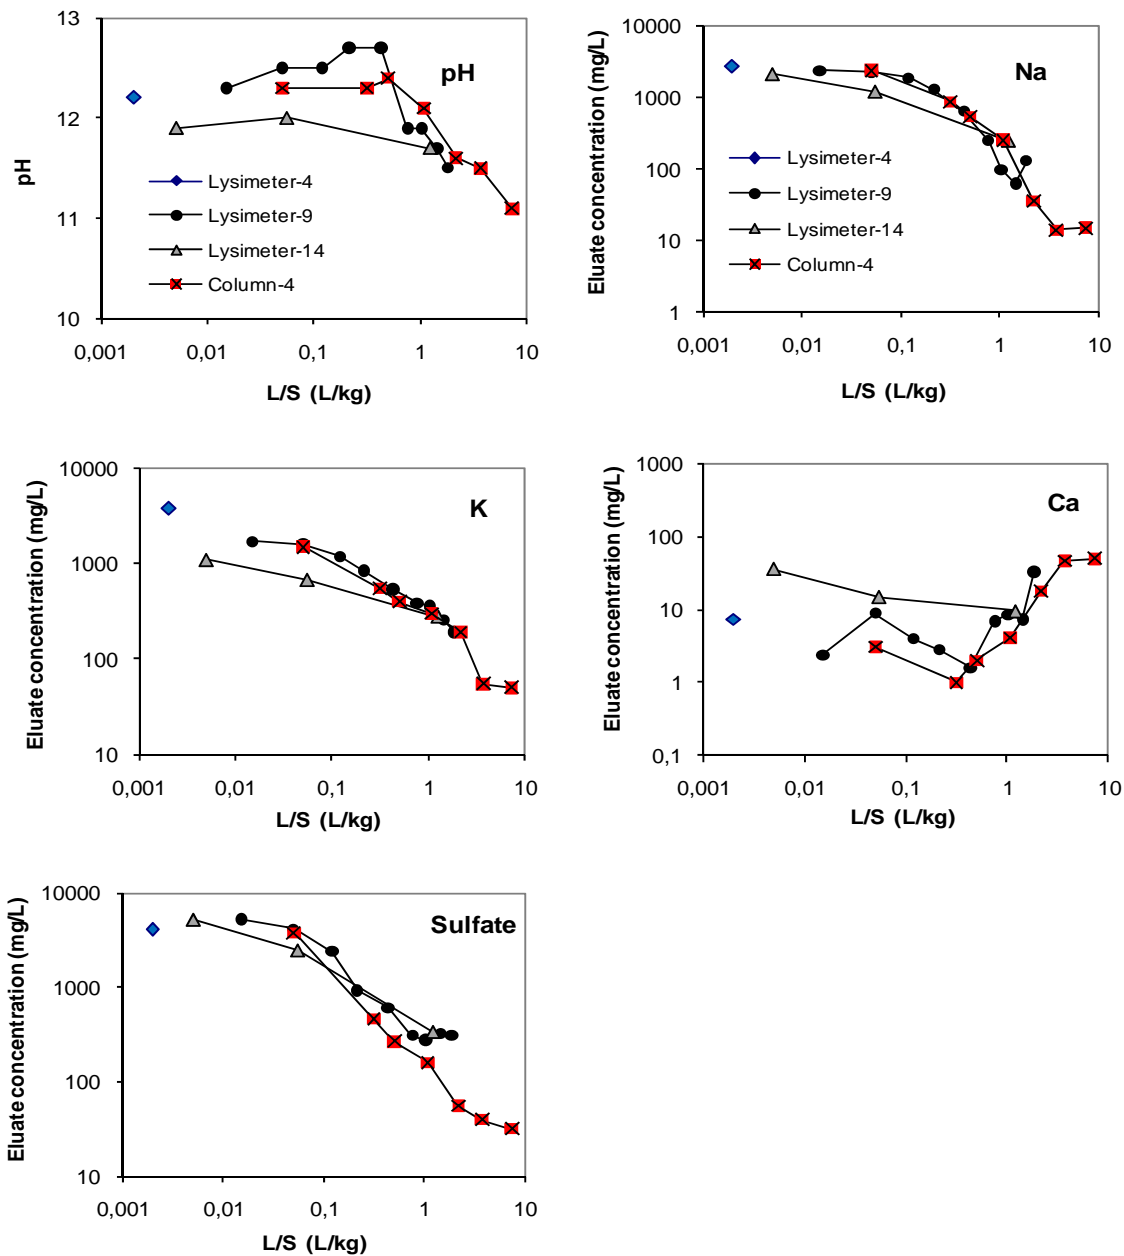 13
12
11
10
pH
pH
Lysimeter-4
Lysimeter-9
Lysimeter-14
Column-4
0,001
0,01
0,1
1
10
L/S (L/kg)
10000
1000
100
10
1
Eluate concentration (mg/L)
Na
Lysimeter-4
Lysimeter-9
Lysimeter-14
Column-4
0,001
0,01
0,1
1
10
L/S (L/kg)
10000
1000
100
10
Eluate concentration (mg/L)
K
0,001
0,01
0,1
1
10
L/S (L/kg)
1000
100
10
1
0,1
Eluate concentration (mg/L)
Ca
0,001
0,01
0,1
1
10
L/S (L/kg)
10000
1000
100
10
Eluate concentration (mg/L)
Sulfate
0,001
0,01
0,1
1
10
L/S (L/kg)